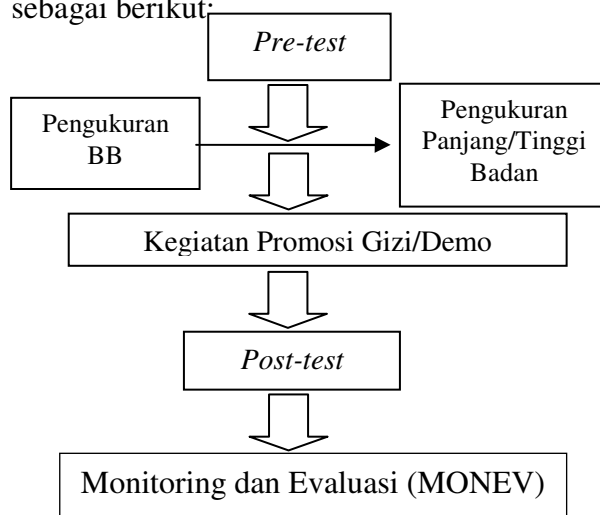 sebagai berikut:
Pre-test
Pengukuran
BB
Pengukuran
Panjang/Tinggi
Badan
Kegiatan Promosi Gizi/Demo
Post-test
Monitoring dan Evaluasi (MONEV)